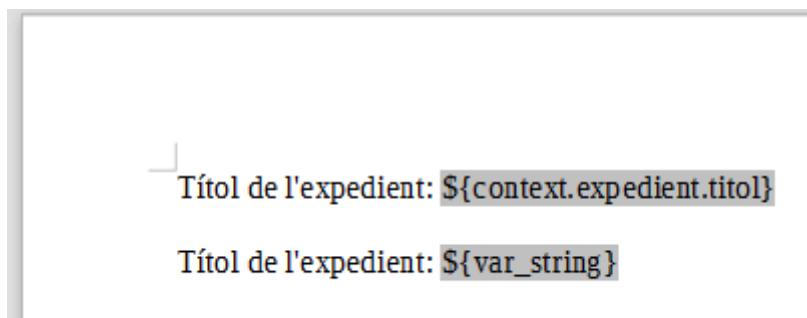 Títol de l'expedient: ${context.expedient.titol}
Títol de l'expedient: ${var_string}